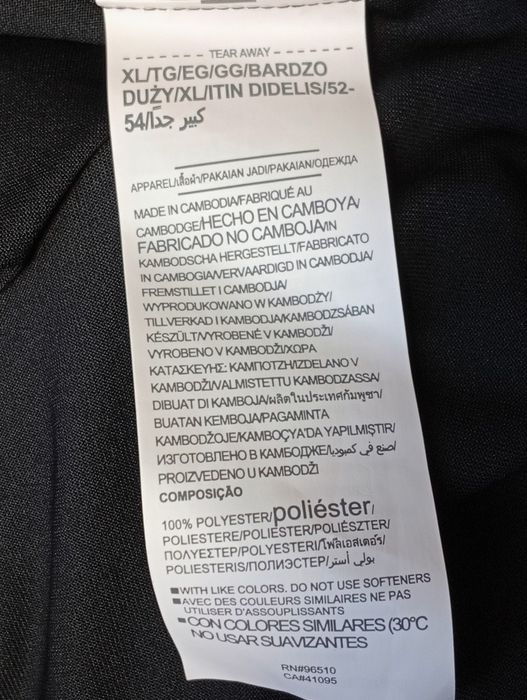 - - - - - - - TEAR AWAY - - - - - - -
XL/TG/EG/GG/BARDZO
DUŻY/XL/ITIN DIDELIS/52-
54/كبير جداً
APPAREL/เสื้อผ้า/PAKAIAN JADI/PAKAIAN/ОДЕЖДА
MADE IN CAMBODIA/FABRIQUÉ AU
CAMBODGE/HECHO EN CAMBOYA/
FABRICADO NO CAMBOJA/IN
KAMBODSCHA HERGESTELLT/FABBRICATO
IN CAMBOGIA/VERVAARDIGD IN CAMBODJA/
FREMSTILLET I CAMBODJA/
WYPRODUKOWANO W KAMBODŻY/
TILLVERKAD I KAMBODJA/KAMBODZSÁBAN
KÉSZÜLT/VYROBENÉ V KAMBODŽI/
VYROBENO V KAMBODŽI/ΧΩΡΑ
ΚΑΤΑΣΚΕΥΗΣ: ΚΑΜΠΟΤΖΗ/IZDELANO V
KAMBODŽI/VALMISTETTU KAMBODZASSA/
DIBUAT DI KAMBOJA/ผลิตในประเทศกัมพูชา/
BUATAN KEMBOJA/PAGAMINTA
KAMBODŽOJE/KAMBOÇYA'DA YAPILMIŞTIR/
ИЗГОТОВЛЕНО В КАМБОДЖЕ/صنع في كمبوديا/
PROIZVEDENO U KAMBODŽI
COMPOSIÇÃO
100% POLYESTER/poliéster/
POLIESTERE/POLIESTER/POLIÉSZTER/
ΠΟΛΥΕΣΤΕΡ/POLYESTERI/โพลีเอสเตอร์/
POLIESTERIS/ПОЛИЭСТЕР/بولي أستر
■WITH LIKE COLORS. DO NOT USE SOFTENERS
■AVEC DES COULEURS SIMILAIRES NE PAS
UTILISER D'ASSOUPLISSANTS
■CON COLORES SIMILARES (30°C
NO USAR SUAVIZANTES
RN#96510
CA#41095